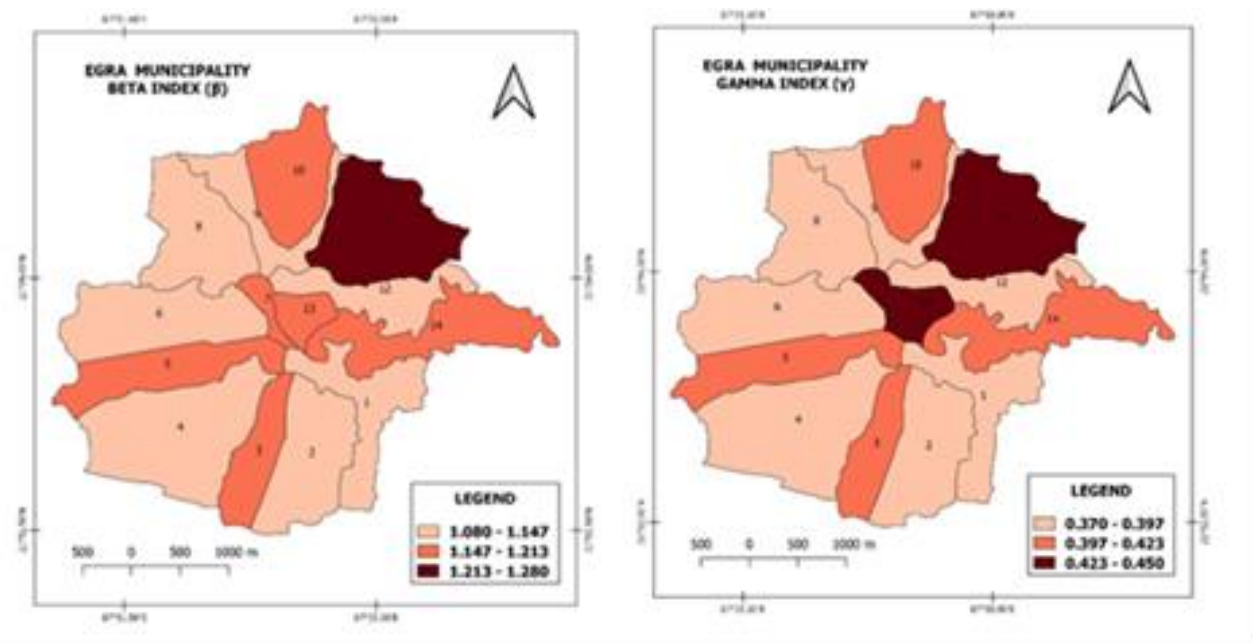 EGRA MUNICIPALITY
BETA INDEX (β)
10
9
8
12
7
13
6
14
5
1
4
3
2
LEGEND
1.080 - 1.147
1.147 - 1.213
1.213 - 1.280
500 0 500 1000 m
EGRA MUNICIPALITY
GAMMA INDEX (γ)
10
9
8
12
6
14
5
1
4
3
2
LEGEND
0.370 - 0.397
0.397 - 0.423
0.423 - 0.450
500 0 500 1000 m